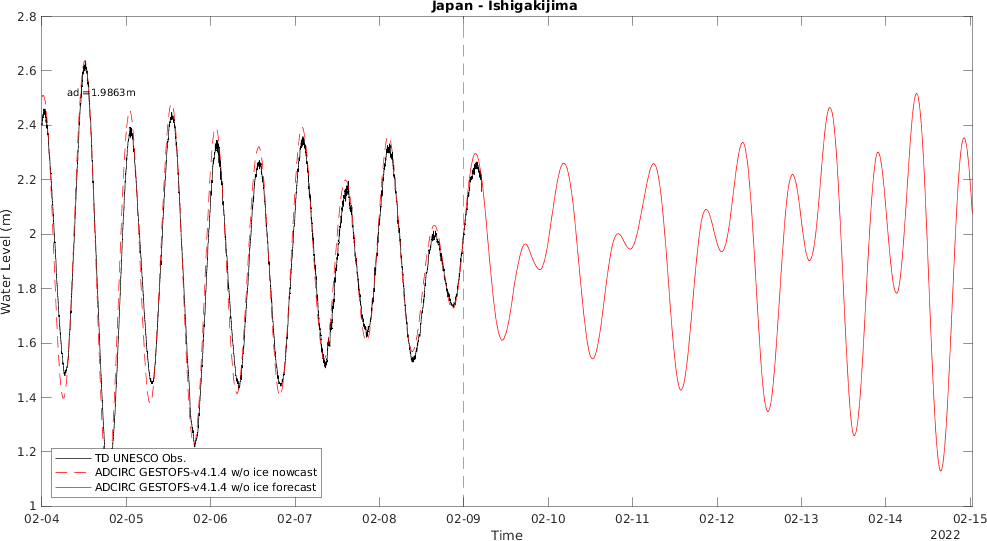 Japan - Ishigakijima
2.8
2.6
2.4
2.2
2
1.8
1.6
1.4
1.2
1
Water Level (m)
ad =1.9863m
TD UNESCO Obs.
ADCIRC GESTOFS-v4.1.4 w/o ice nowcast
ADCIRC GESTOFS-v4.1.4 w/o ice forecast
02-04 02-05 02-06 02-07 02-08 02-09 02-10 02-11 02-12 02-13 02-14 02-15
Time
2022